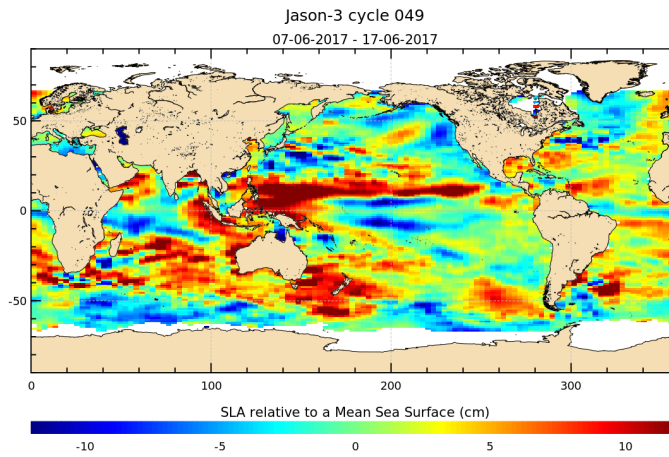 Jason-3 cycle 049
07-06-2017 - 17-06-2017
50
0
-50
0 100 200 300
SLA relative to a Mean Sea Surface (cm)
-10 -5 0 5 10